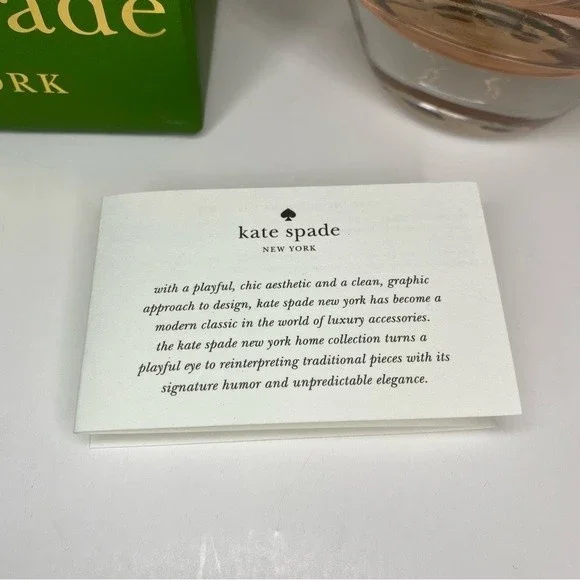 ade
ORK
kate spade
NEW YORK
with a playful, chic aesthetic and a clean, graphic
approach to design, kate spade new york has become a
modern classic in the world of luxury accessories.
the kate spade new york home collection turns a
playful eye to reinterpreting traditional pieces with its
signature humor and unpredictable elegance.